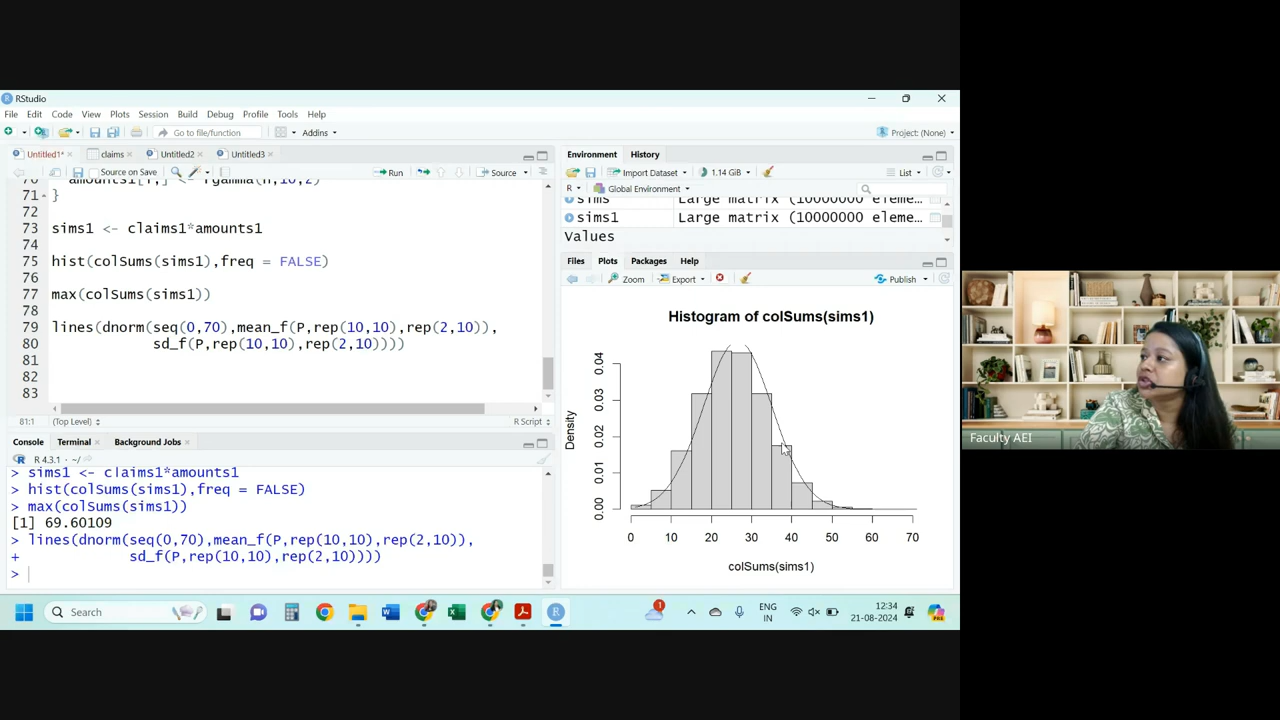 RStudio
File Edit Code View Plots Session Build Debug Profile Tools Help
Go to file/function Addins Project: (None)
Untitled1* claims Untitled2 Untitled3
Source on Save Run Source
71 }
72
73 sims1 <- claims1*amounts1
74
75 hist(colSums(sims1),freq = FALSE)
76
77 max(colSums(sims1))
78
79 lines(dnorm(seq(0,70),mean_f(P,rep(10,10),rep(2,10)),
80 sd_f(P,rep(10,10),rep(2,10))))
81
82
83
81:1 (Top Level) R Script
Console Terminal Background Jobs
R 4.3.1 · ~/
> sims1 <- claims1*amounts1
> hist(colSums(sims1),freq = FALSE)
> max(colSums(sims1))
[1] 69.60109
> lines(dnorm(seq(0,70),mean_f(P,rep(10,10),rep(2,10)),
+ sd_f(P,rep(10,10),rep(2,10))))
>
Environment History
Import Dataset 1.14 GiB List
R Global Environment
sims Large matrix (10000000 eleme…
sims1 Large matrix (10000000 eleme…
Values
Files Plots Packages Help
Zoom Export Publish
Histogram of colSums(sims1)
Density
0.00 0.01 0.02 0.03 0.04
0 10 20 30 40 50 60 70
colSums(sims1)
Faculty AEI
Search
1
ENG
IN
12:34
21-08-2024